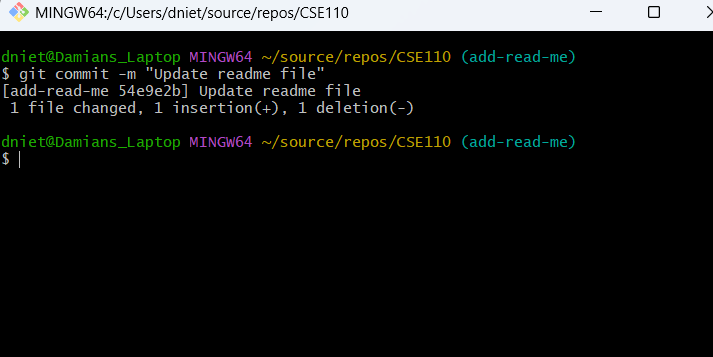 MINGW64:/c/Users/dniet/source/repos/CSE110
dniet@Damians_Laptop MINGW64 ~/source/repos/CSE110 (add-read-me)
$ git commit -m "Update readme file"
[add-read-me 54e9e2b] Update readme file
 1 file changed, 1 insertion(+), 1 deletion(-)
dniet@Damians_Laptop MINGW64 ~/source/repos/CSE110 (add-read-me)
$